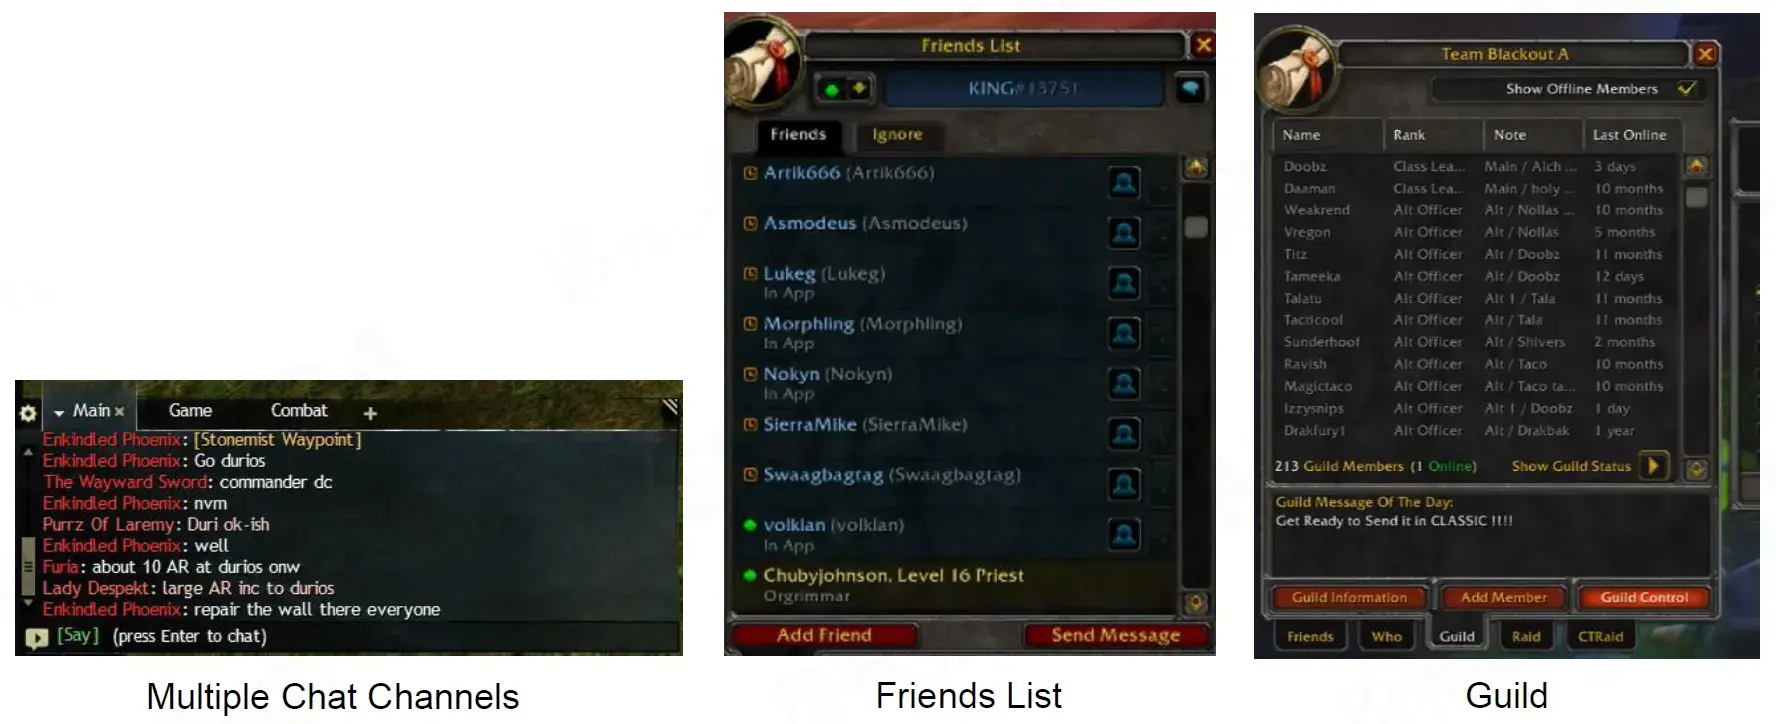 Main × Game Combat +
Enkindled Phoenix: [Stonemist Waypoint]
Enkindled Phoenix: Go durios
The Wayward Sword: commander dc
Enkindled Phoenix: nvm
Purrz Of Laremy: Duri ok-ish
Enkindled Phoenix: well
Furia: about 10 AR at durios onw
Lady Despekt: large AR inc to durios
Enkindled Phoenix: repair the wall there everyone
[Say] (press Enter to chat)
Multiple Chat Channels
Friends List
KING#13751
Friends Ignore
Artik666 (Artik666)
Asmodeus (Asmodeus)
Lukeg (Lukeg)
In App
Morphling (Morphling)
In App
Nokyn (Nokyn)
In App
SierraMike (SierraMike)
Swaagbagtag (Swaagbagtag)
volklan (volklan)
In App
Chubyjohnson, Level 16 Priest
Orgrimmar
Add Friend Send Message
Friends List
Team Blackout A
Show Offline Members
Name Rank Note Last Online
Doobz Class Lea... Main / Alch ... 3 days
Daaman Class Lea... Main / holy ... 10 months
Weakrend Alt Officer Alt / Nollas ... 10 months
Vregon Alt Officer Alt / Nollas 5 months
Titz Alt Officer Alt / Doobz 11 months
Tameeka Alt Officer Alt / Doobz 12 days
Talatu Alt Officer Alt 1 / Tala 11 months
Tacticool Alt Officer Alt / Tala 11 months
Sunderhoof Alt Officer Alt / Shivers 2 months
Ravish Alt Officer Alt / Taco 10 months
Magictaco Alt Officer Alt / Taco ta... 10 months
Izzysnips Alt Officer Alt 1 / Doobz 1 day
Drakfury1 Alt Officer Alt / Drakbak 1 year
213 Guild Members (1 Online) Show Guild Status
Guild Message Of The Day:
Get Ready to Send it in CLASSIC !!!!
Guild Information Add Member Guild Control
Friends Who Guild Raid CTRaid
Guild